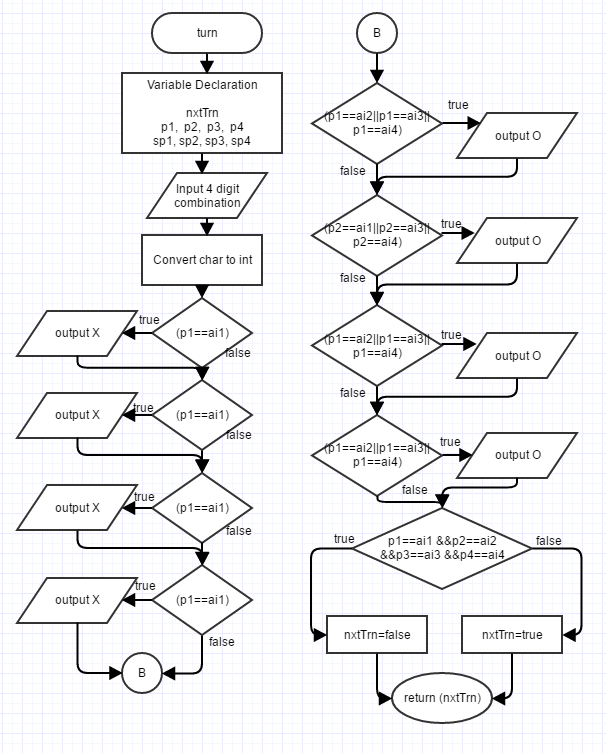 turn
Variable Declaration
nxtTrn
p1, p2, p3, p4
sp1, sp2, sp3, sp4
Input 4 digit
combination
Convert char to int
(p1==ai1)
true
output X
false
(p1==ai1)
true
output X
false
(p1==ai1)
true
output X
false
(p1==ai1)
true
output X
false
B
B
(p1==ai2||p1==ai3||
p1==ai4)
true
output O
false
(p2==ai1||p2==ai3||
p2==ai4)
true
output O
false
(p1==ai2||p1==ai3||
p1==ai4)
true
output O
false
(p1==ai2||p1==ai3||
p1==ai4)
true
output O
false
p1==ai1 &&p2==ai2
&&p3==ai3 &&p4==ai4
true
false
nxtTrn=false
nxtTrn=true
return (nxtTrn)